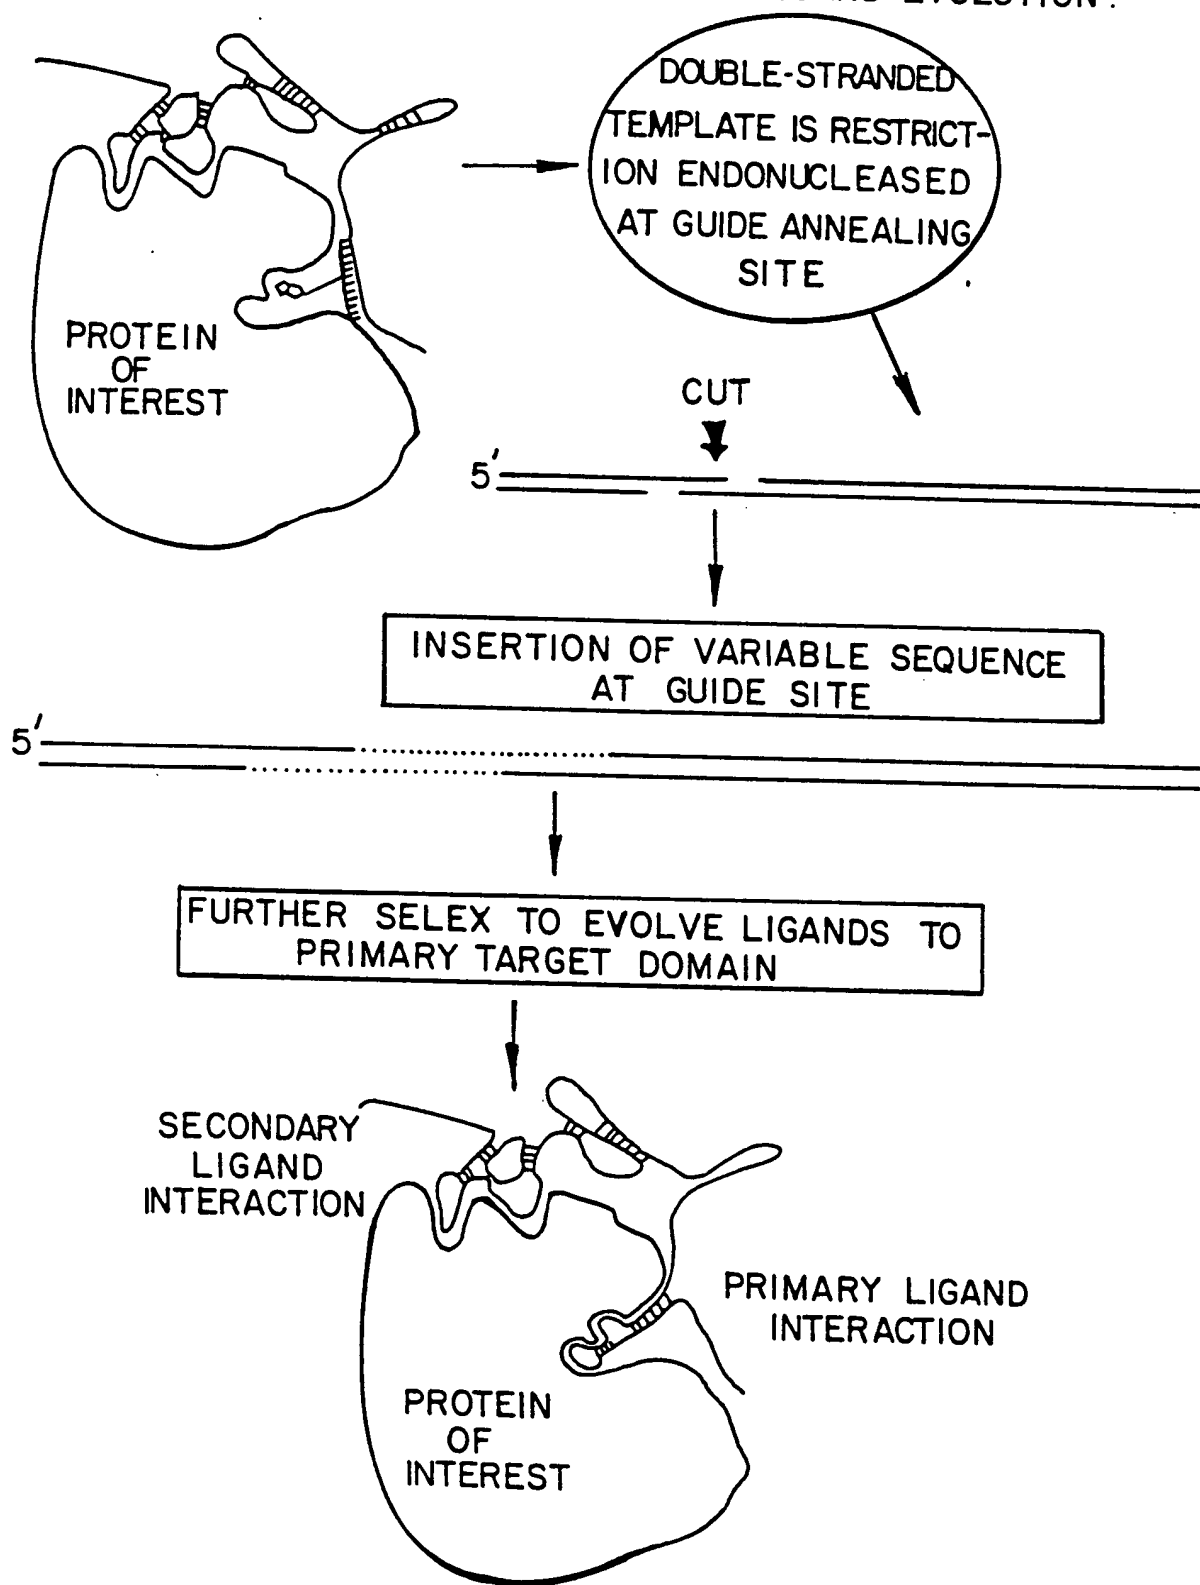 EVOLUTION.
DOUBLE-STRANDED
TEMPLATE IS RESTRICT-
ION ENDONUCLEASED
AT GUIDE ANNEALING
SITE
PROTEIN
OF
INTEREST
CUT
5'
INSERTION OF VARIABLE SEQUENCE
AT GUIDE SITE
5'
FURTHER SELEX TO EVOLVE LIGANDS TO
PRIMARY TARGET DOMAIN
SECONDARY
LIGAND
INTERACTION
PRIMARY LIGAND
INTERACTION
PROTEIN
OF
INTEREST